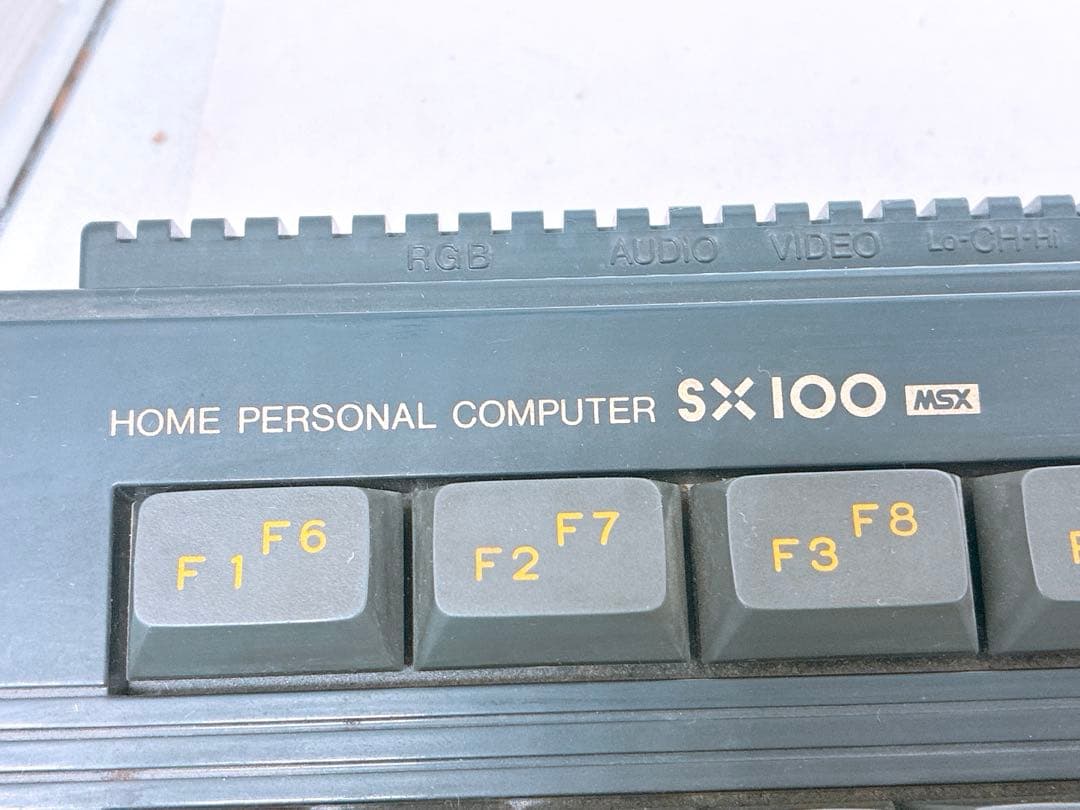 RGB AUDIO VIDEO Lo-CH-Hi
HOME PERSONAL COMPUTER SX100 MSX
F6 F7 F8
F1 F2 F3